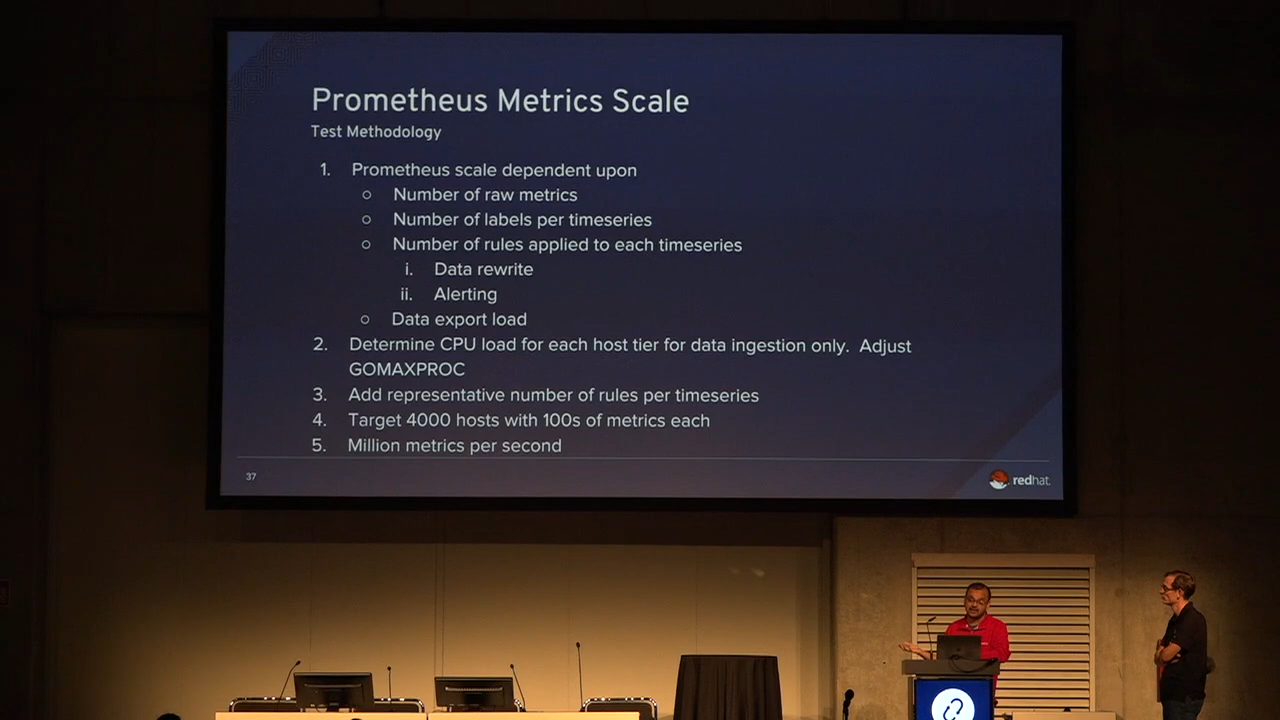 Prometheus Metrics Scale
Test Methodology
1. Prometheus scale dependent upon
○ Number of raw metrics
○ Number of labels per timeseries
○ Number of rules applied to each timeseries
i. Data rewrite
ii. Alerting
○ Data export load
2. Determine CPU load for each host tier for data ingestion only. Adjust
GOMAXPROC
3. Add representative number of rules per timeseries
4. Target 4000 hosts with 100s of metrics each
5. Million metrics per second
37
redhat.